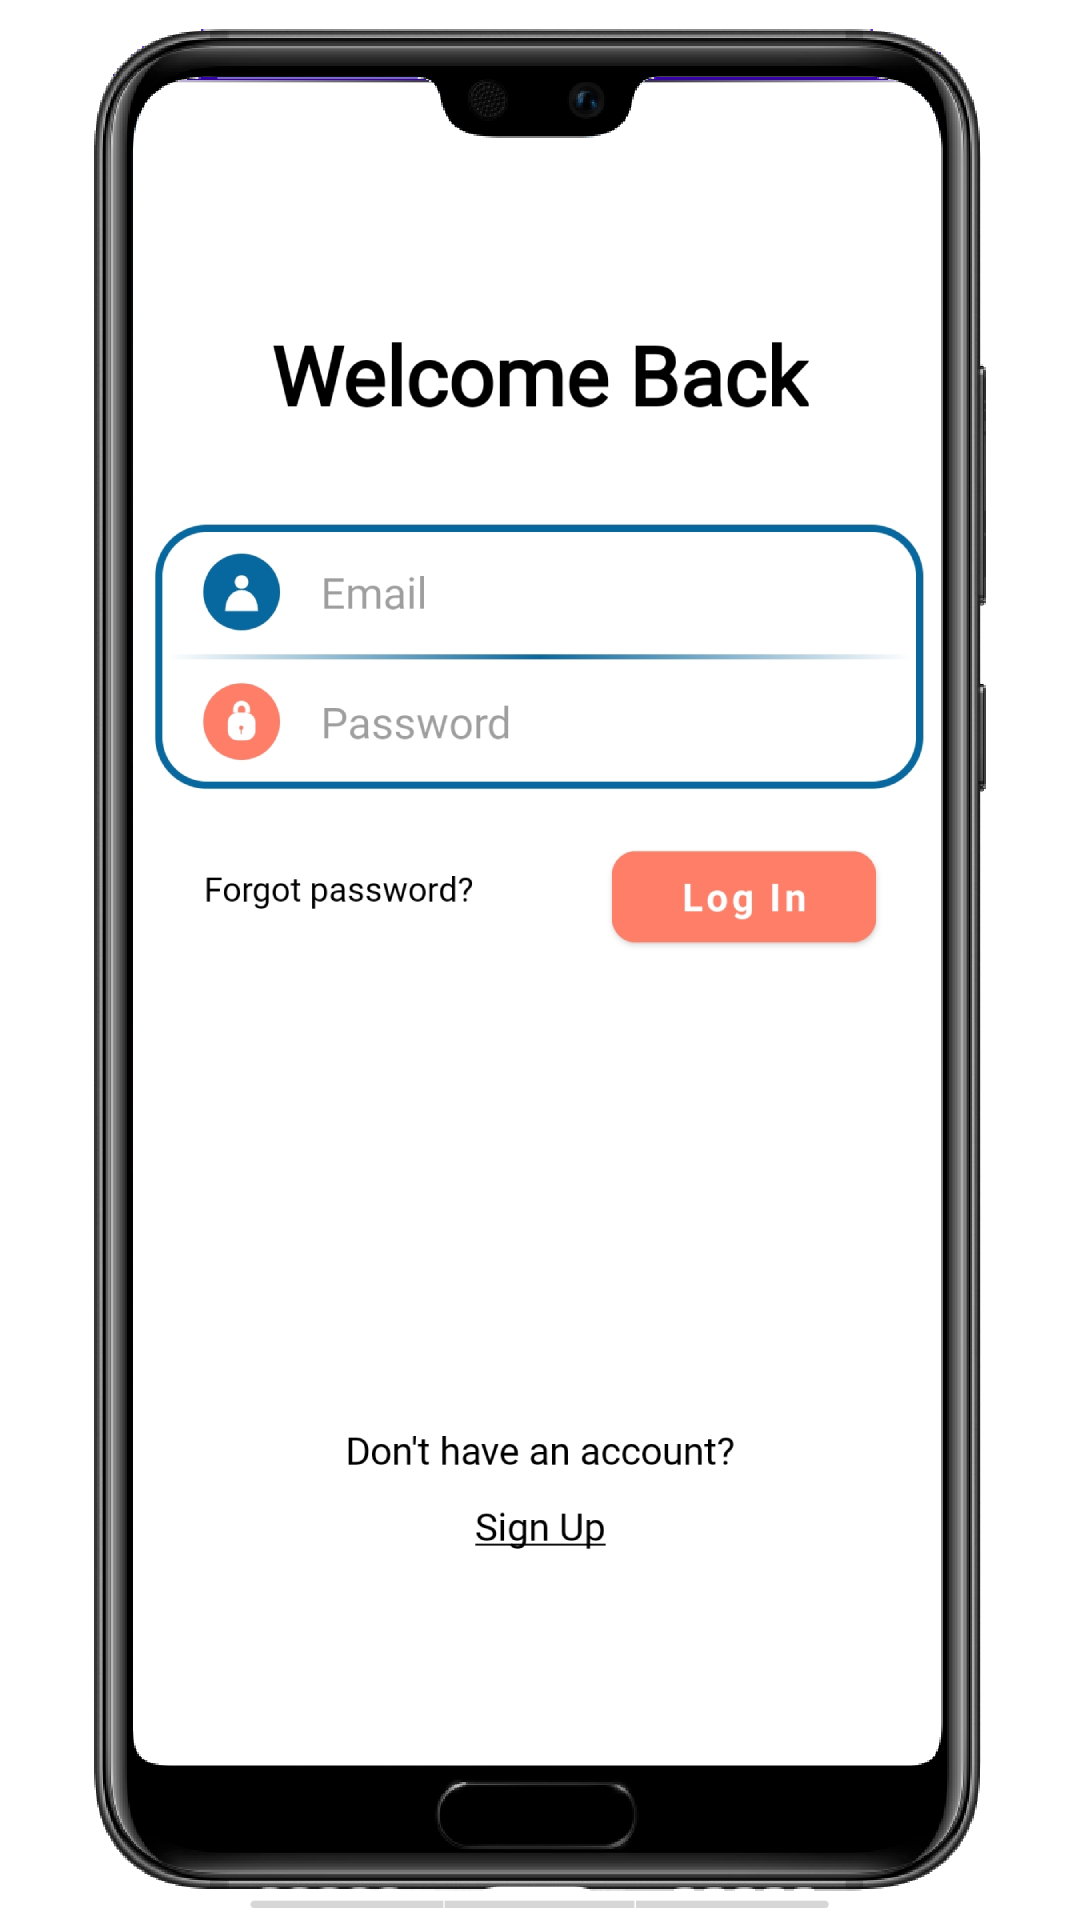 Welcome Back
Email
Password
Forgot password?
Log In
Don't have an account?
Sign Up